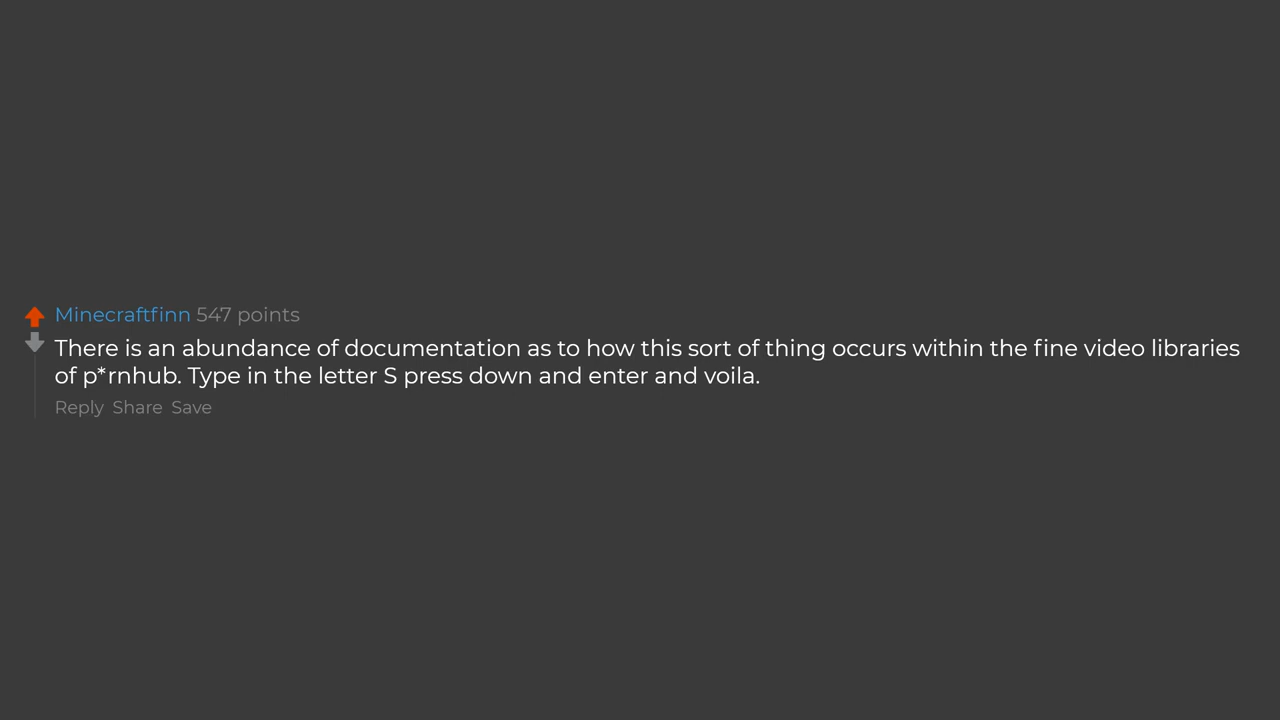 Minecraftfinn 547 points
There is an abundance of documentation as to how this sort of thing occurs within the fine video libraries
of p*rnhub. Type in the letter S press down and enter and voila.
Reply Share Save